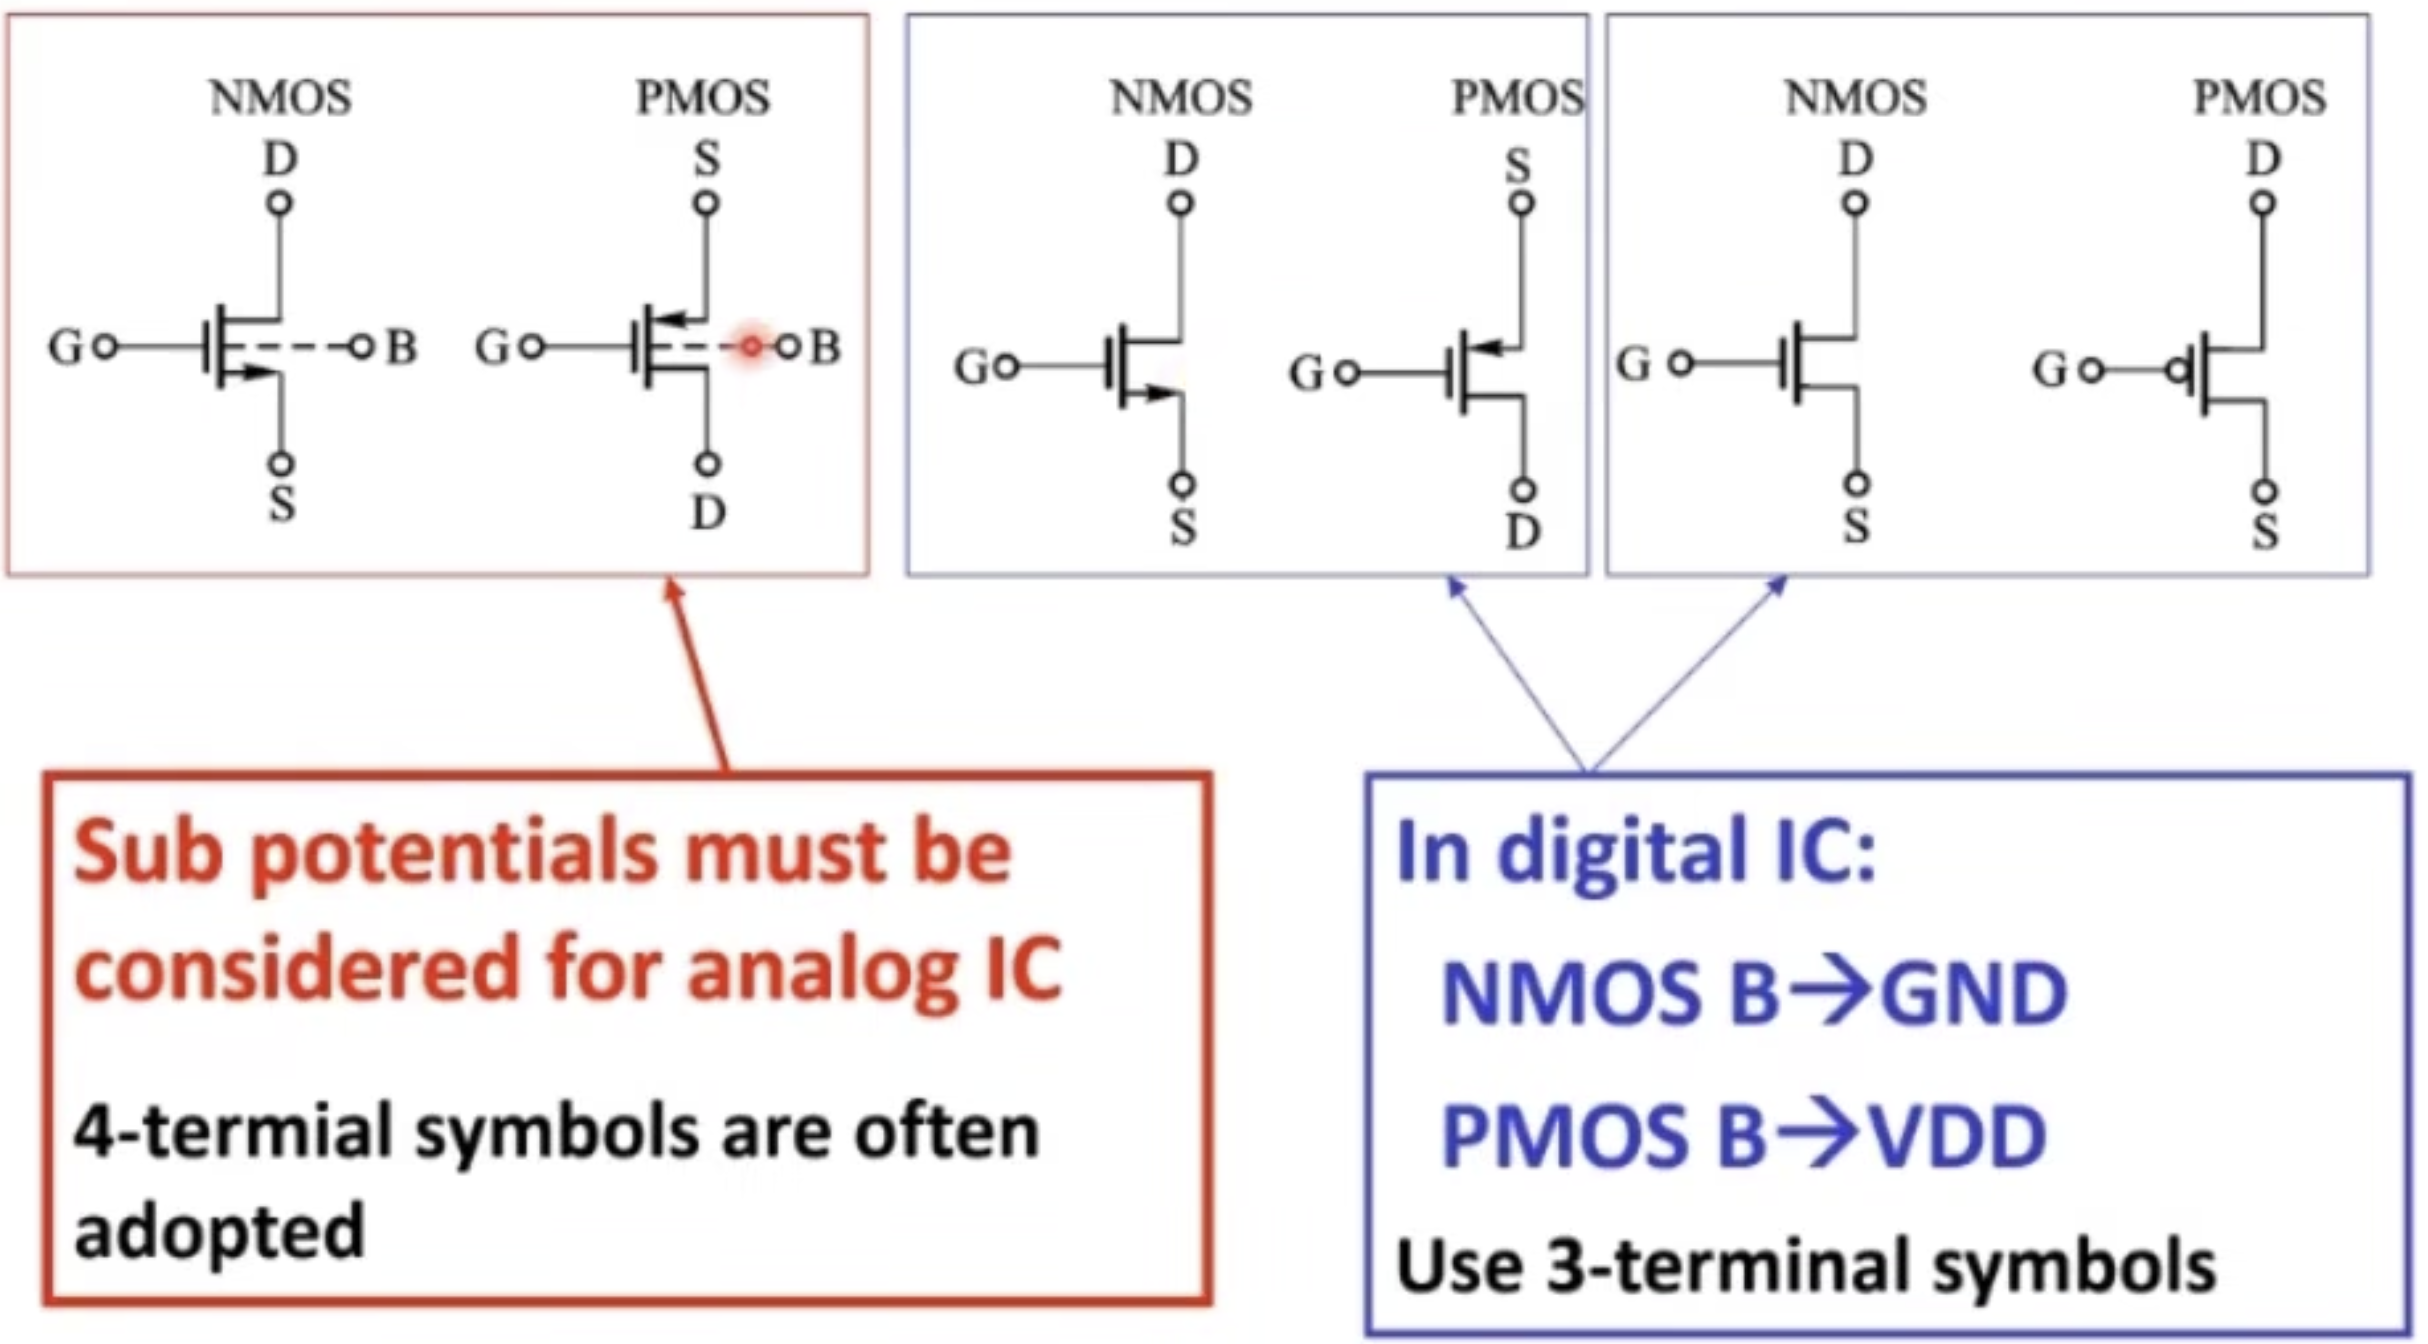 NMOS PMOS NMOS PMOS NMOS PMOS
D S D S D D
G B G B G G G G
S D S D S S
Sub potentials must be
considered for analog IC
4-termial symbols are often
adopted
In digital IC:
NMOS B→GND
PMOS B→VDD
Use 3-terminal symbols